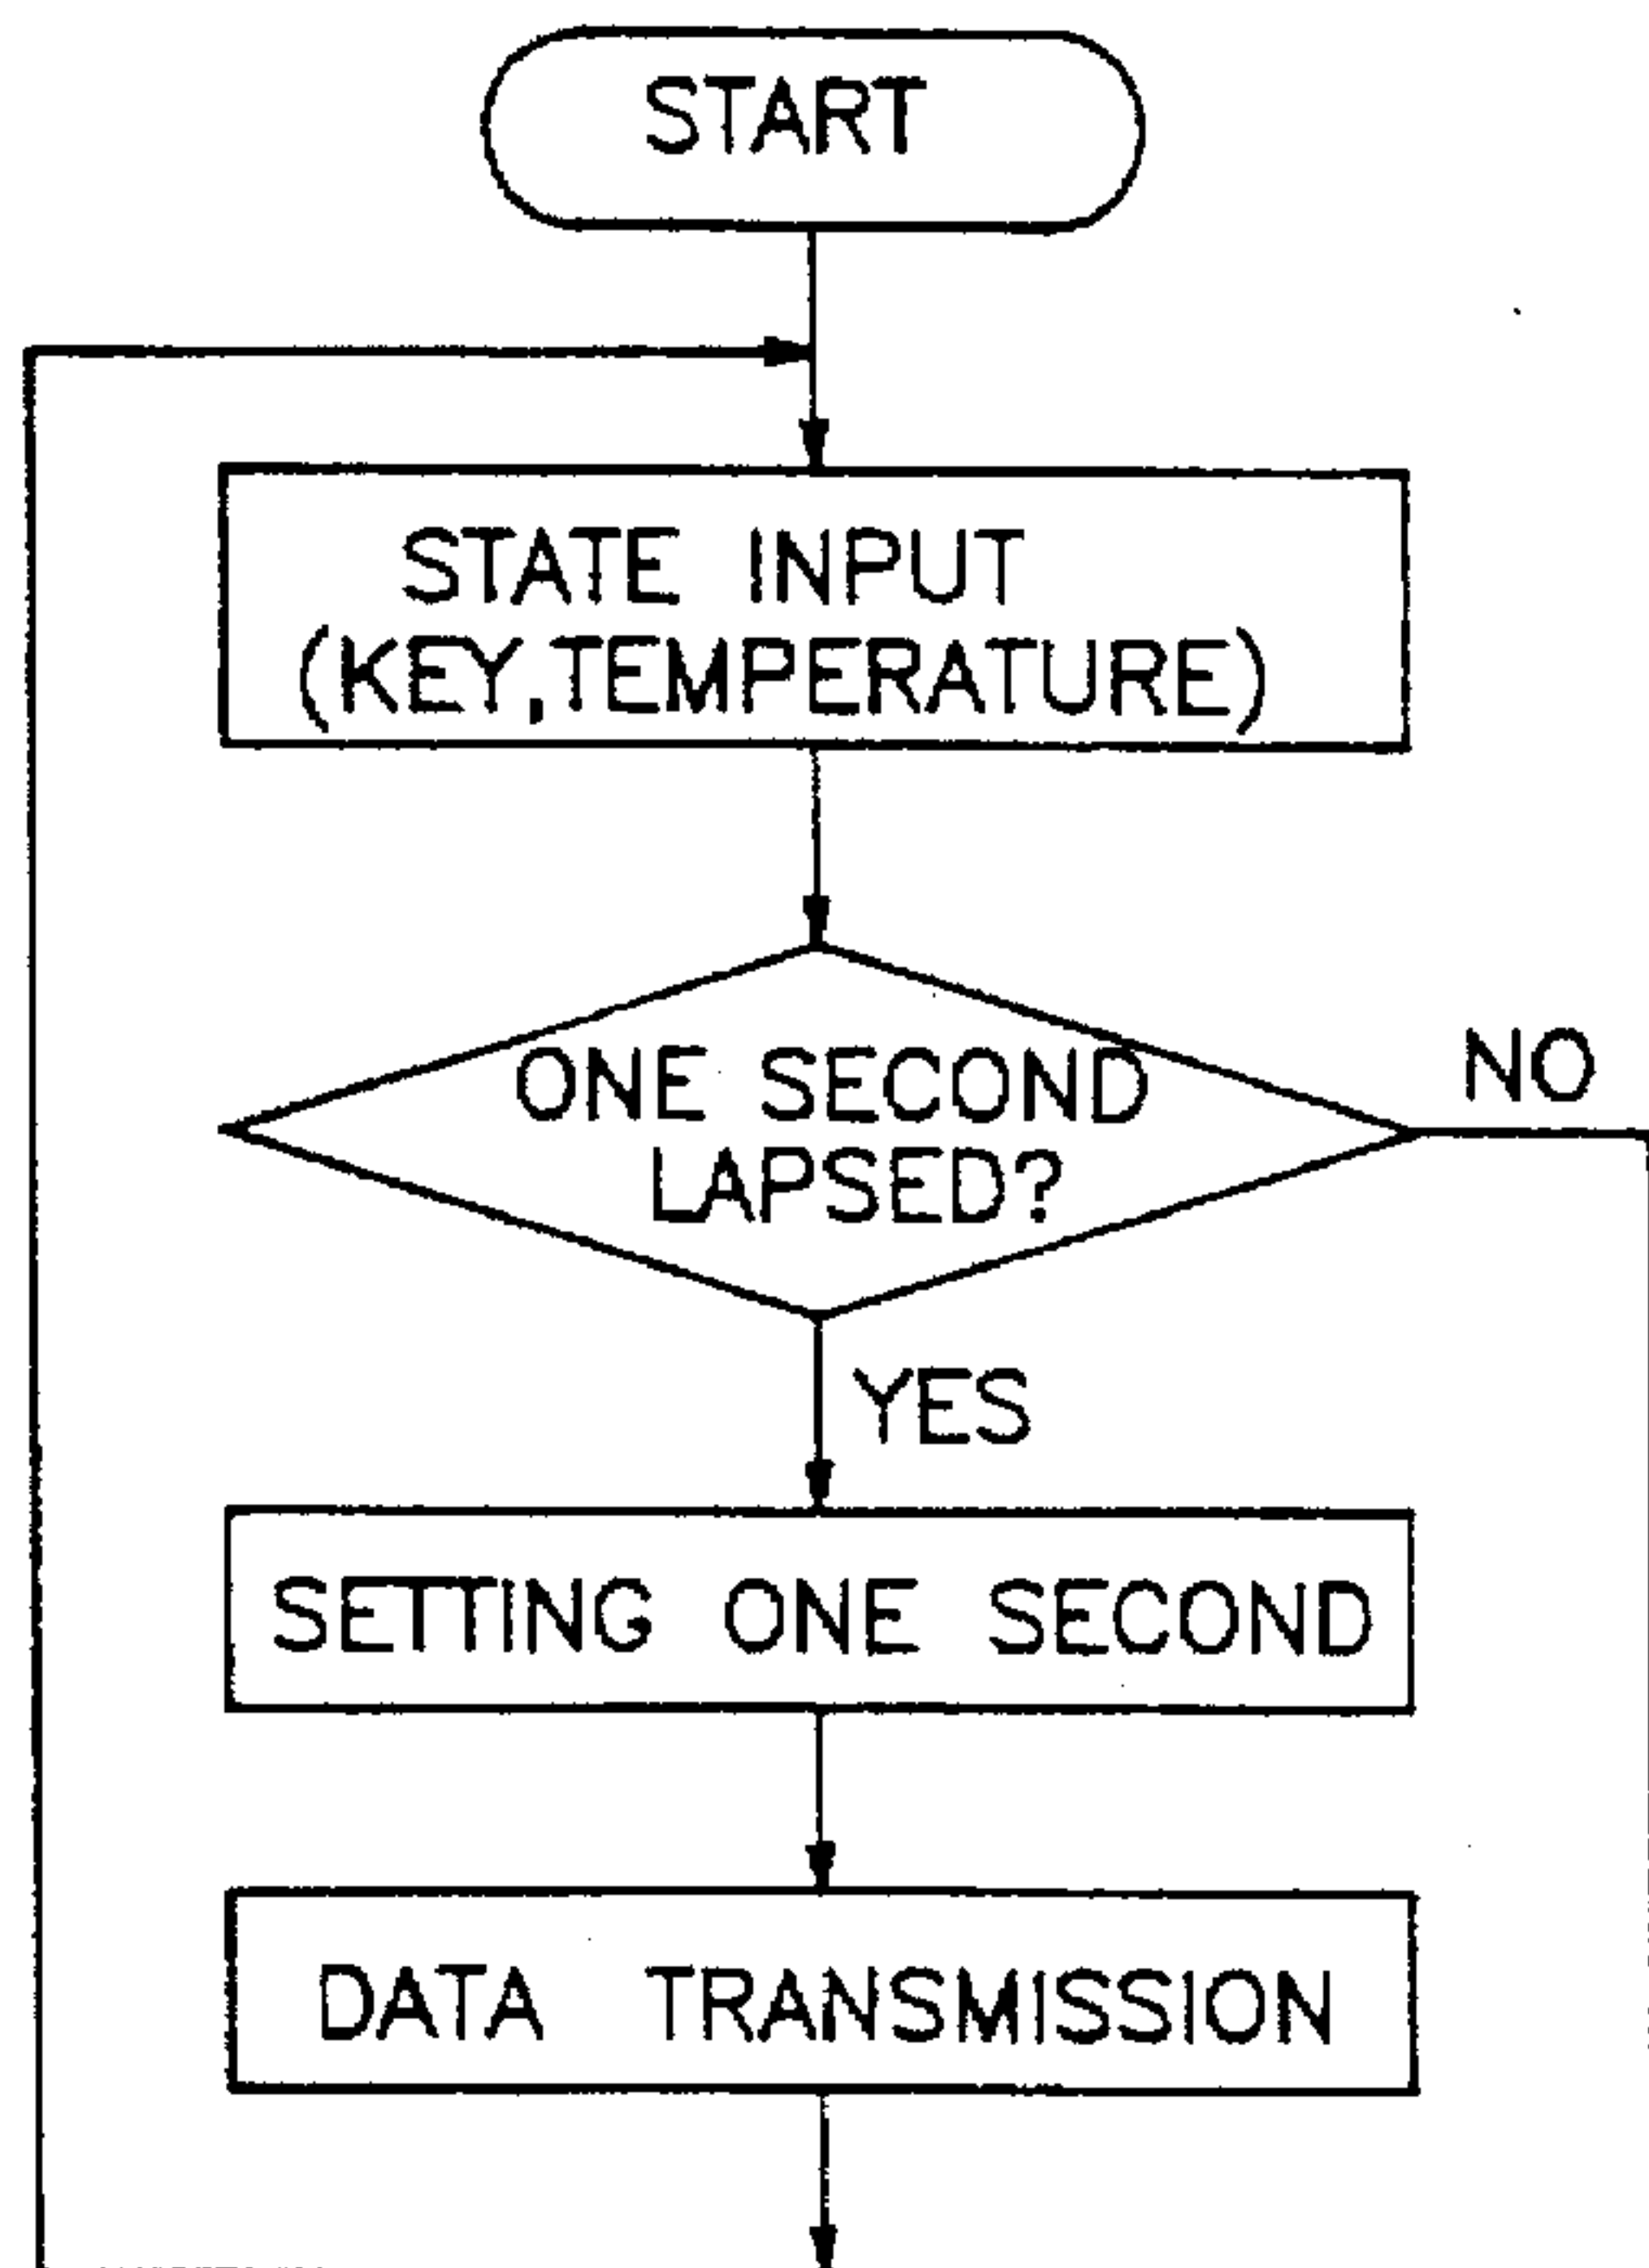 START
STATE INPUT
(KEY,TEMPERATURE)
ONE SECOND
LAPSED?
NO
YES
SETTING ONE SECOND
DATA TRANSMISSION